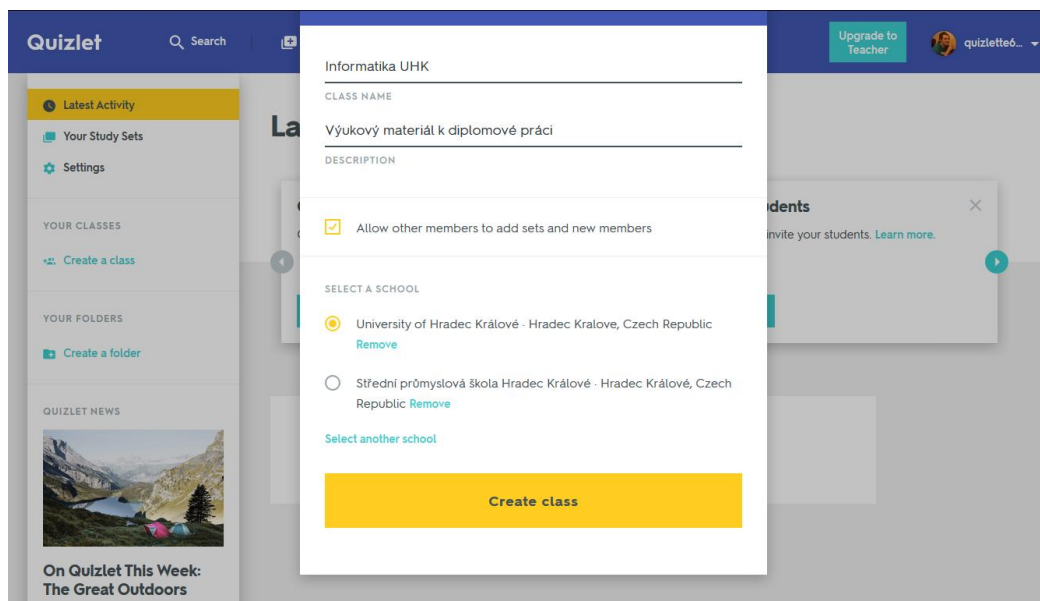 Quizlet
Search
Upgrade to
Teacher
quizlette6...
Latest Activity
Your Study Sets
Settings
YOUR CLASSES
Create a class
YOUR FOLDERS
Create a folder
QUIZLET NEWS
On Quizlet This Week:
The Great Outdoors
La
Informatika UHK
CLASS NAME
Výukový materiál k diplomové práci
DESCRIPTION
Allow other members to add sets and new members
SELECT A SCHOOL
University of Hradec Králové · Hradec Kralove, Czech Republic
Remove
Střední průmyslová škola Hradec Králové · Hradec Králové, Czech
Republic Remove
Select another school
Create class
dents
invite your students. Learn more.